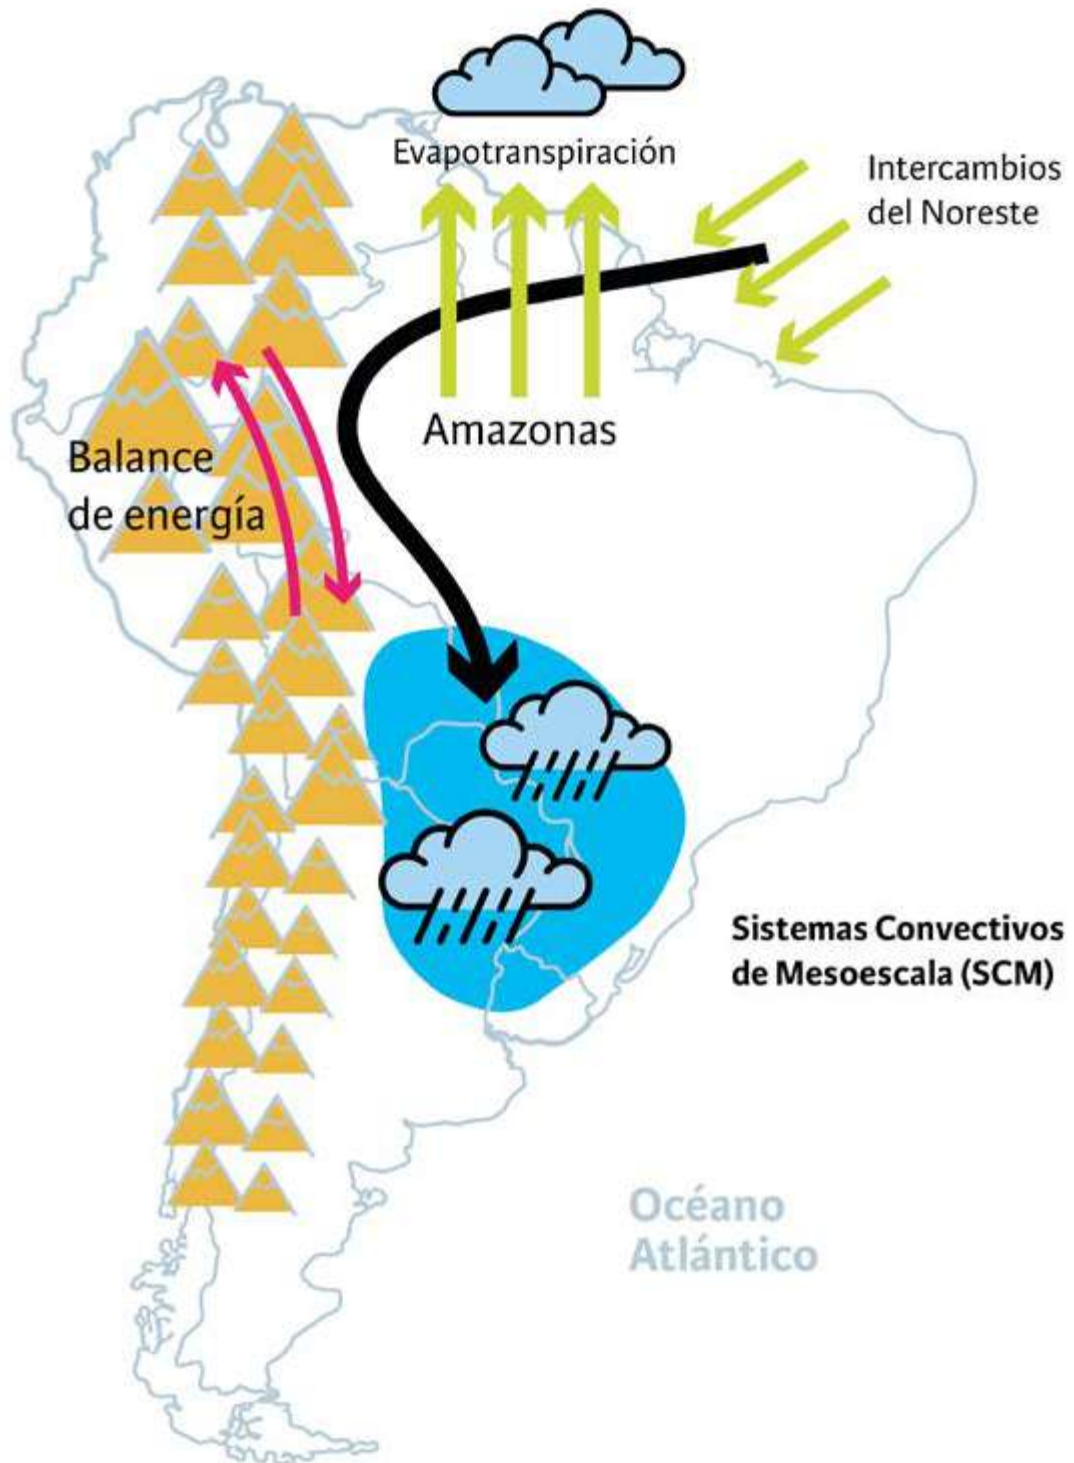 Evapotranspiración
Intercambios
del Noreste
Amazonas
Balance
de energía
Sistemas Convectivos
de Mesoescala (SCM)
Océano
Atlántico